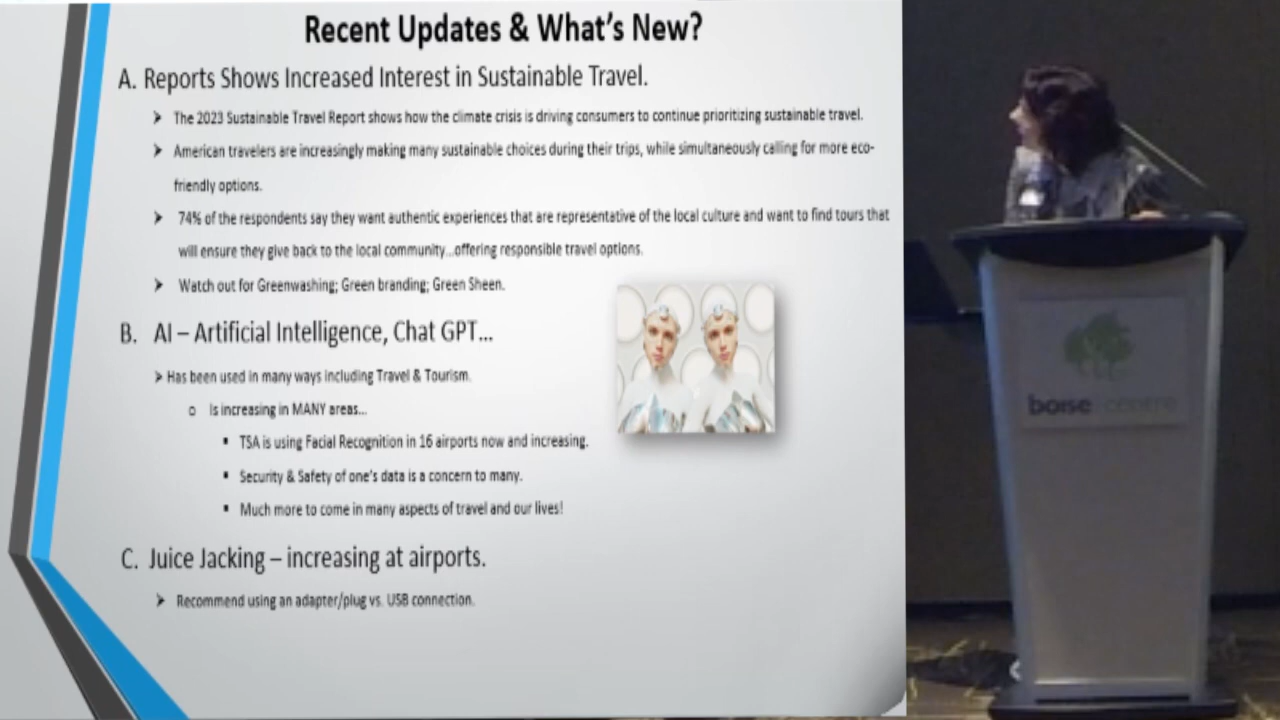 Recent Updates & What's New?
A. Reports Shows Increased Interest in Sustainable Travel.
➤ The 2023 Sustainable Travel Report shows how the climate crisis is driving consumers to continue prioritizing sustainable travel.
➤ American travelers are increasingly making many sustainable choices during their trips, while simultaneously calling for more eco-
friendly options.
➤ 74% of the respondents say they want authentic experiences that are representative of the local culture and want to find tours that
will ensure they give back to the local community...offering responsible travel options.
➤ Watch out for Greenwashing; Green branding; Green Sheen.
B. AI – Artificial Intelligence, Chat GPT...
➤ Has been used in many ways including Travel & Tourism.
o Is increasing in MANY areas...
▪ TSA is using Facial Recognition in 16 airports now and increasing.
▪ Security & Safety of one's data is a concern to many.
▪ Much more to come in many aspects of travel and our lives!
C. Juice Jacking – increasing at airports.
➤ Recommend using an adapter/plug vs. USB connection.
boise centre